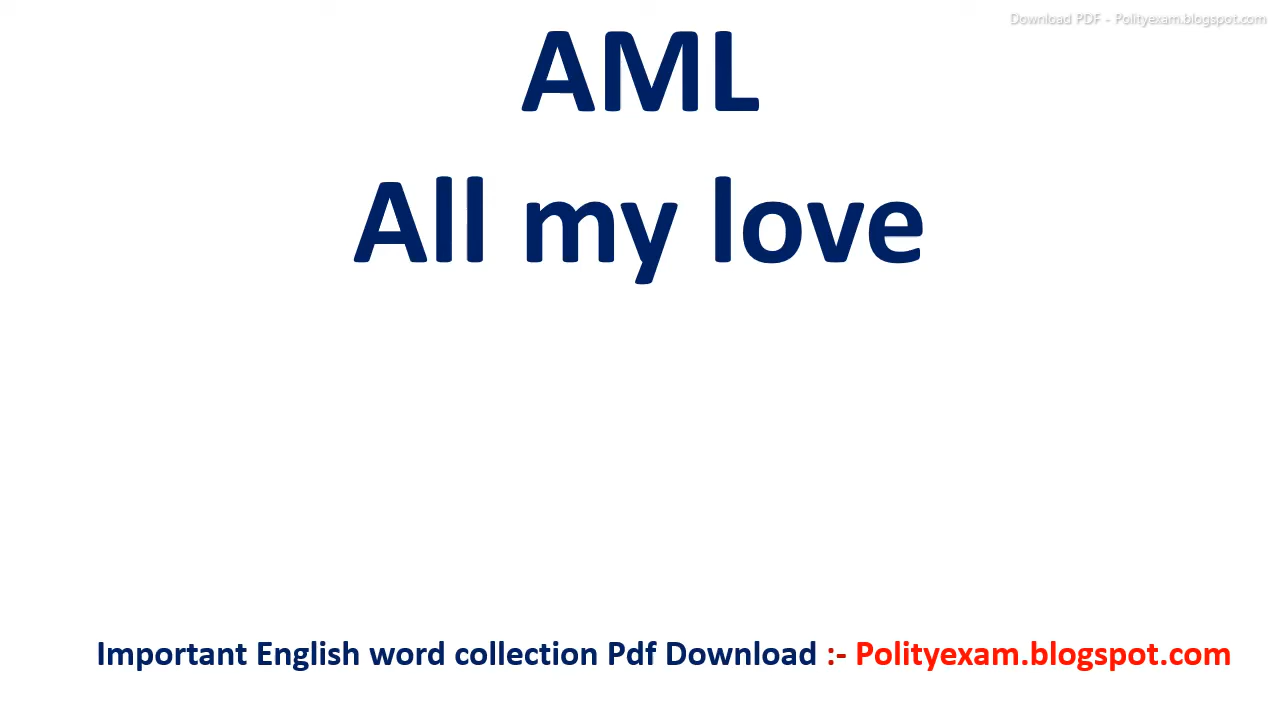 Download PDF - Polityexam.blogspot.com
AML
All my love
Important English word collection Pdf Download :- Polityexam.blogspot.com